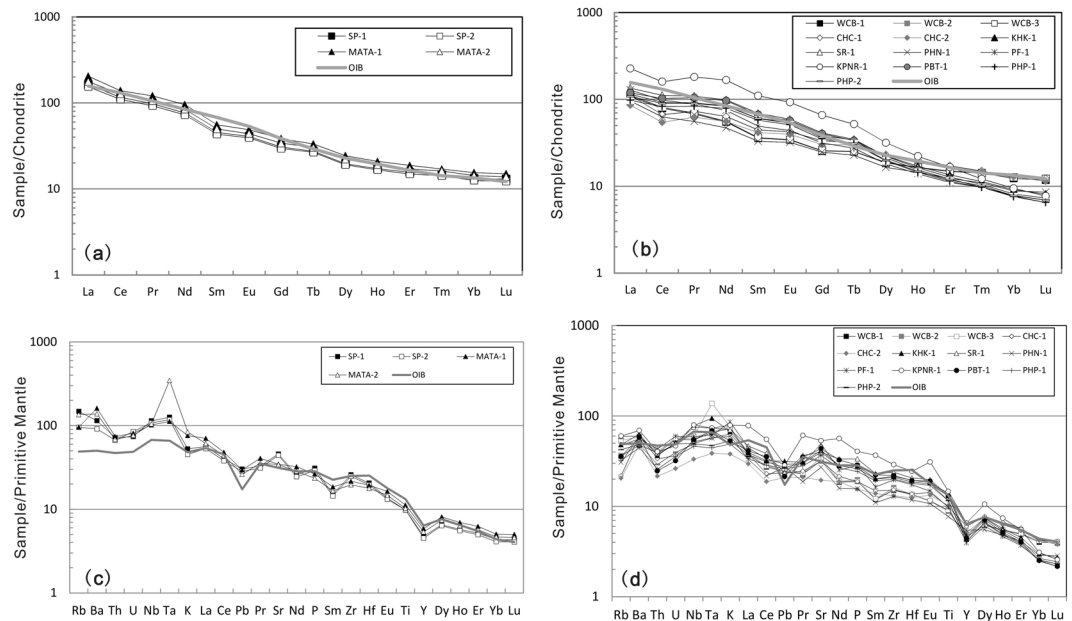 1000
100
10
1
Sample/Chondrite
SP-1 SP-2
MATA-1 MATA-2
OIB
(a)
La Ce Pr Nd Sm Eu Gd Tb Dy Ho Er Tm Yb Lu
1000
100
10
1
Sample/Chondrite
WCB-1 WCB-2 WCB-3
CHC-1 CHC-2 KHK-1
SR-1 PHN-1 PF-1
KPNR-1 PBT-1 PHP-1
PHP-2 OIB
(b)
La Ce Pr Nd Sm Eu Gd Tb Dy Ho Er Tm Yb Lu
1000
100
10
1
Sample/Primitive Mantle
SP-1 SP-2 MATA-1
MATA-2 OIB
(c)
Rb Ba Th U Nb Ta K La Ce Pb Pr Sr Nd P Sm Zr Hf Eu Ti Y Dy Ho Er Yb Lu
1000
100
10
1
Sample/Primitive Mantle
WCB-1 WCB-2 WCB-3 CHC-1
CHC-2 KHK-1 SR-1 PHN-1
PF-1 KPNR-1 PBT-1 PHP-1
PHP-2 OIB
(d)
Rb Ba Th U Nb Ta K La Ce Pb Pr Sr Nd P Sm Zr Hf Eu Ti Y Dy Ho Er Yb Lu